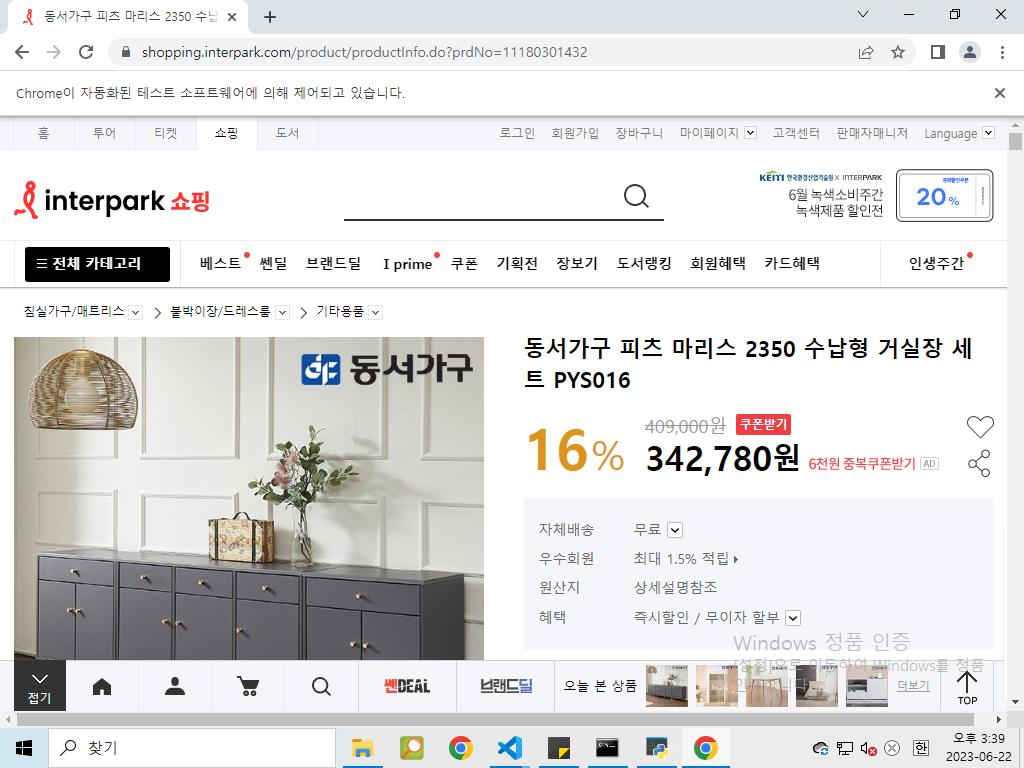 동서가구 피츠 마리스 2350 수납
shopping.interpark.com/product/productInfo.do?prdNo=11180301432
Chrome이 자동화된 테스트 소프트웨어에 의해 제어되고 있습니다.
홈 투어 티켓 쇼핑 도서 로그인 회원가입 장바구니 마이페이지 고객센터 판매자매니저 Language
interpark 쇼핑
KEITI 한국환경산업기술원 X INTERPARK
6월 녹색소비주간
녹색제품 할인전
중복할인쿠폰
20%
전체 카테고리 베스트 쎈딜 브랜드딜 I prime 쿠폰 기획전 장보기 도서랭킹 회원혜택 카드혜택 인생주간
침실가구/매트리스 붙박이장/드레스룸 기타용품
동서가구
동서가구 피츠 마리스 2350 수납형 거실장 세
트 PYS016
16% 409,000원 쿠폰받기
342,780원 6천원 중복쿠폰받기 AD
자체배송 무료
우수회원 최대 1.5% 적립
원산지 상세설명참조
혜택 즉시할인 / 무이자 할부
Windows 정품 인증
[설정]으로 이동하여 Windows를 정품
접기 쎈DEAL 브랜드딜 오늘 본 상품 더보기 TOP
찾기
한
오후 3:39
2023-06-22